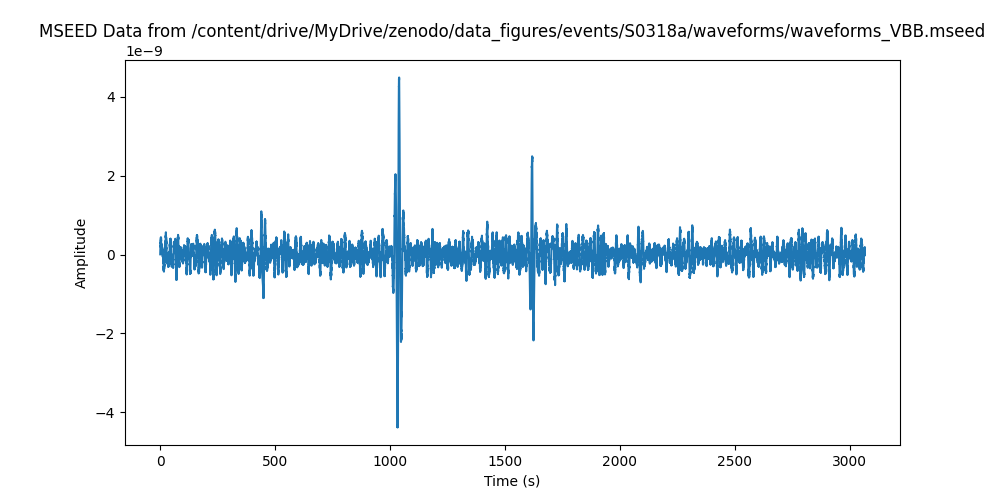 MSEED Data from /content/drive/MyDrive/zenodo/data_figures/events/S0318a/waveforms/waveforms_VBB.mseed
1e−9
4
2
0
−2
−4
Amplitude
0 500 1000 1500 2000 2500 3000
Time (s)